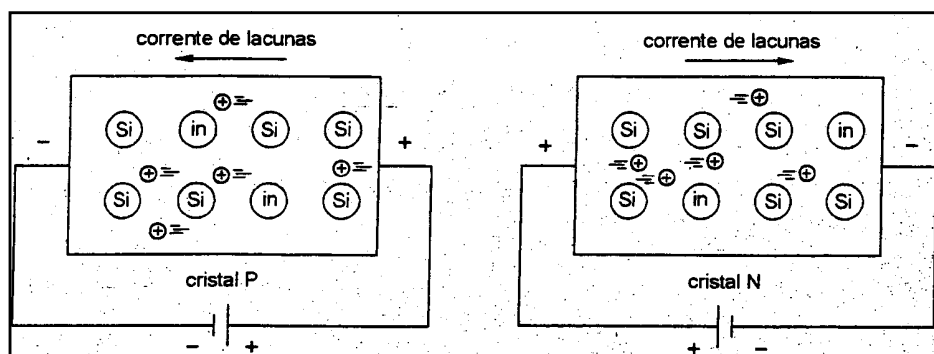 corrente de lacunas
corrente de lacunas
Si in Si Si
Si Si Si in
- +
+ -
Si Si in Si
Si in Si Si
cristal P
cristal N
- +
+ -